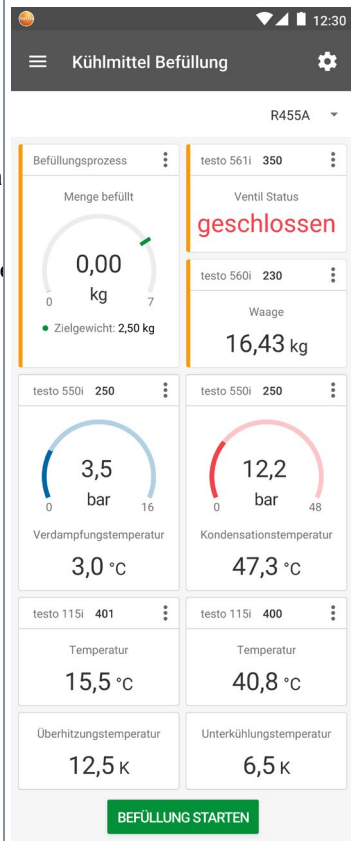 testo
12:30
Kühlmittel Befüllung
R455A
Befüllungsprozess
Menge befüllt
0,00
kg
0 7
Zielgewicht: 2,50 kg
testo 561i 350
Ventil Status
geschlossen
testo 560i 230
Waage
16,43 kg
testo 550i 250
3,5
bar
0 16
Verdampfungstemperatur
3,0 °C
testo 550i 250
12,2
bar
0 48
Kondensationstemperatur
47,3 °C
testo 115i 401
Temperatur
15,5 °C
testo 115i 400
Temperatur
40,8 °C
Überhitzungstemperatur
12,5 K
Unterkühlungstemperatur
6,5 K
BEFÜLLUNG STARTEN